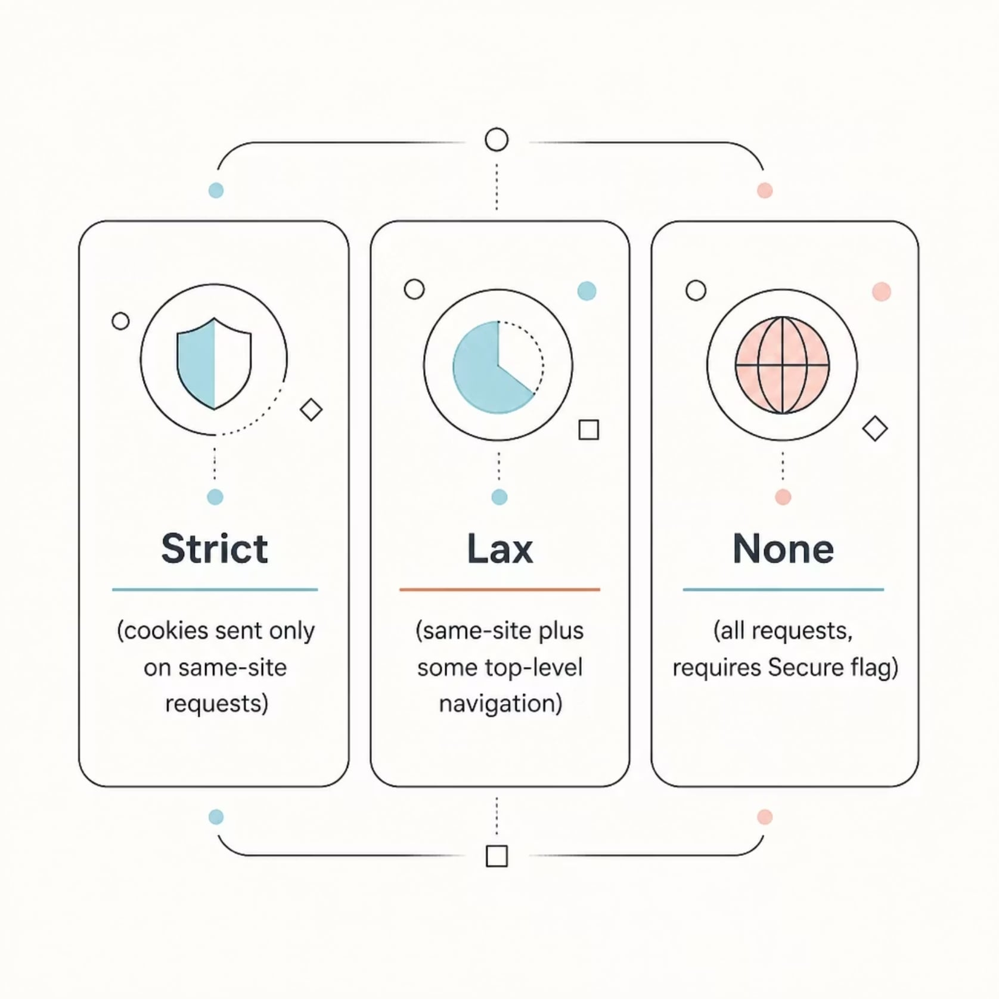 Strict
(cookies sent only
on same-site
requests)
Lax
(same-site plus
some top-level
navigation)
None
(all requests,
requires Secure flag)